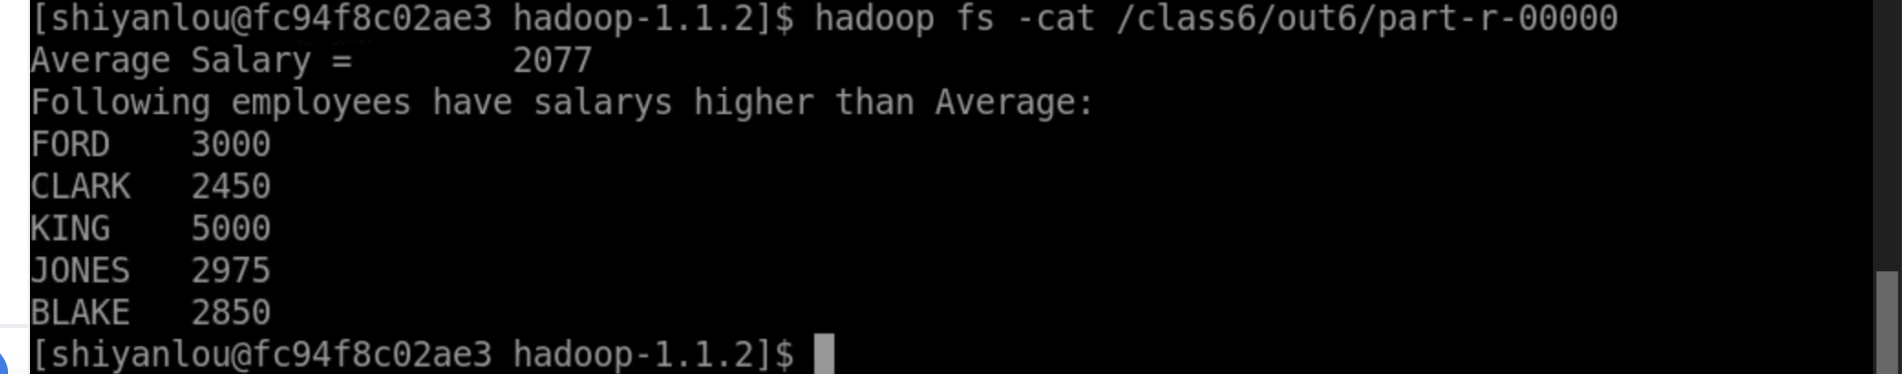 [shiyanlou@fc94f8c02ae3 hadoop-1.1.2]$ hadoop fs -cat /class6/out6/part-r-00000
Average Salary =        2077
Following employees have salarys higher than Average:
FORD    3000
CLARK   2450
KING    5000
JONES   2975
BLAKE   2850
[shiyanlou@fc94f8c02ae3 hadoop-1.1.2]$